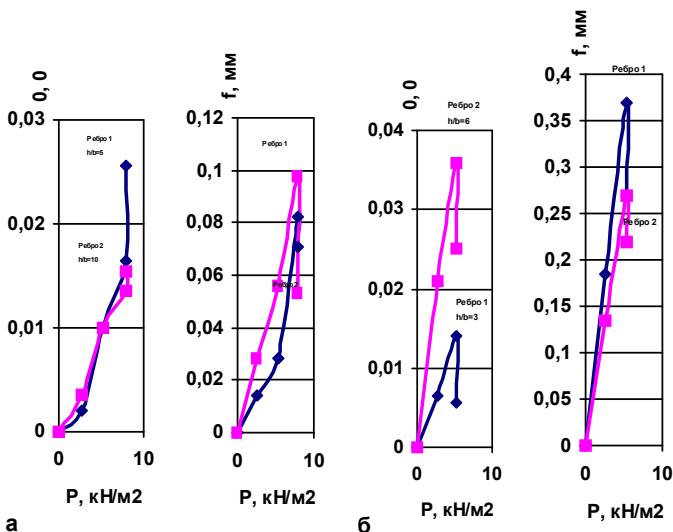 0, 0
0,03
0,02
0,01
0
0
10
Р, кН/м2
Ребро 1
h/b=5
Ребро 2
h/b=10
а
f, мм
0,12
0,1
0,08
0,06
0,04
0,02
0
0
10
Р, кН/м2
Ребро 1
Ребро 2
0, 0
0,04
0,03
0,02
0,01
0
0
10
Р, кН/м2
Ребро 2
h/b=6
Ребро 1
h/b=3
б
f, мм
0,4
0,35
0,3
0,25
0,2
0,15
0,1
0,05
0
0
10
Р, кН/м2
Ребро 1
Ребро 2